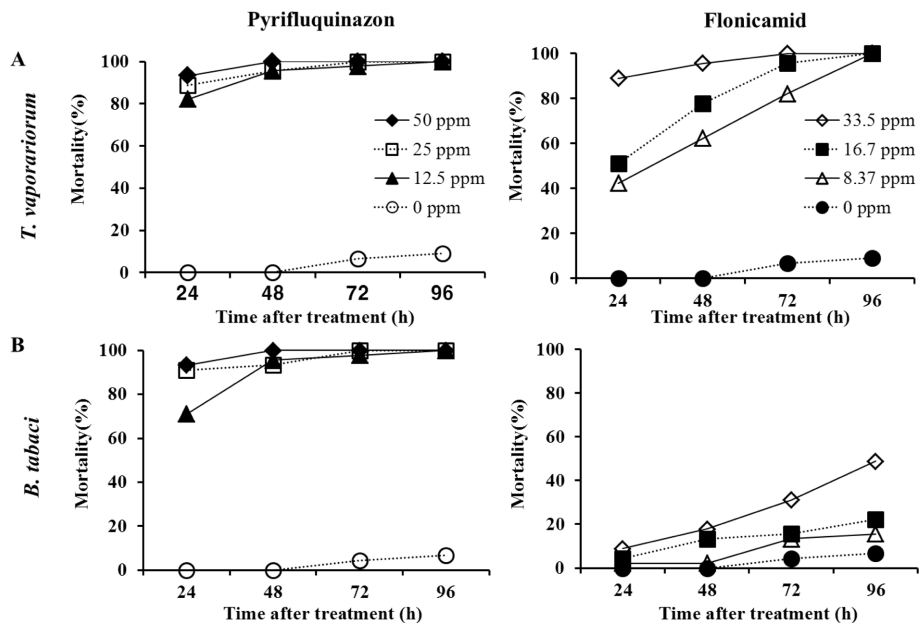 Pyrifluquinazon
Flonicamid
A
T. vaporariorum
Mortality(%)
100
80
60
40
20
0
50 ppm
25 ppm
12.5 ppm
0 ppm
24 48 72 96
Time after treatment (h)
Mortality(%)
100
80
60
40
20
0
33.5 ppm
16.7 ppm
8.37 ppm
0 ppm
24 48 72 96
Time after treatment (h)
B
B. tabaci
Mortality(%)
100
80
60
40
20
0
24 48 72 96
Time after treatment (h)
Mortality(%)
100
80
60
40
20
0
24 48 72 96
Time after treatment (h)